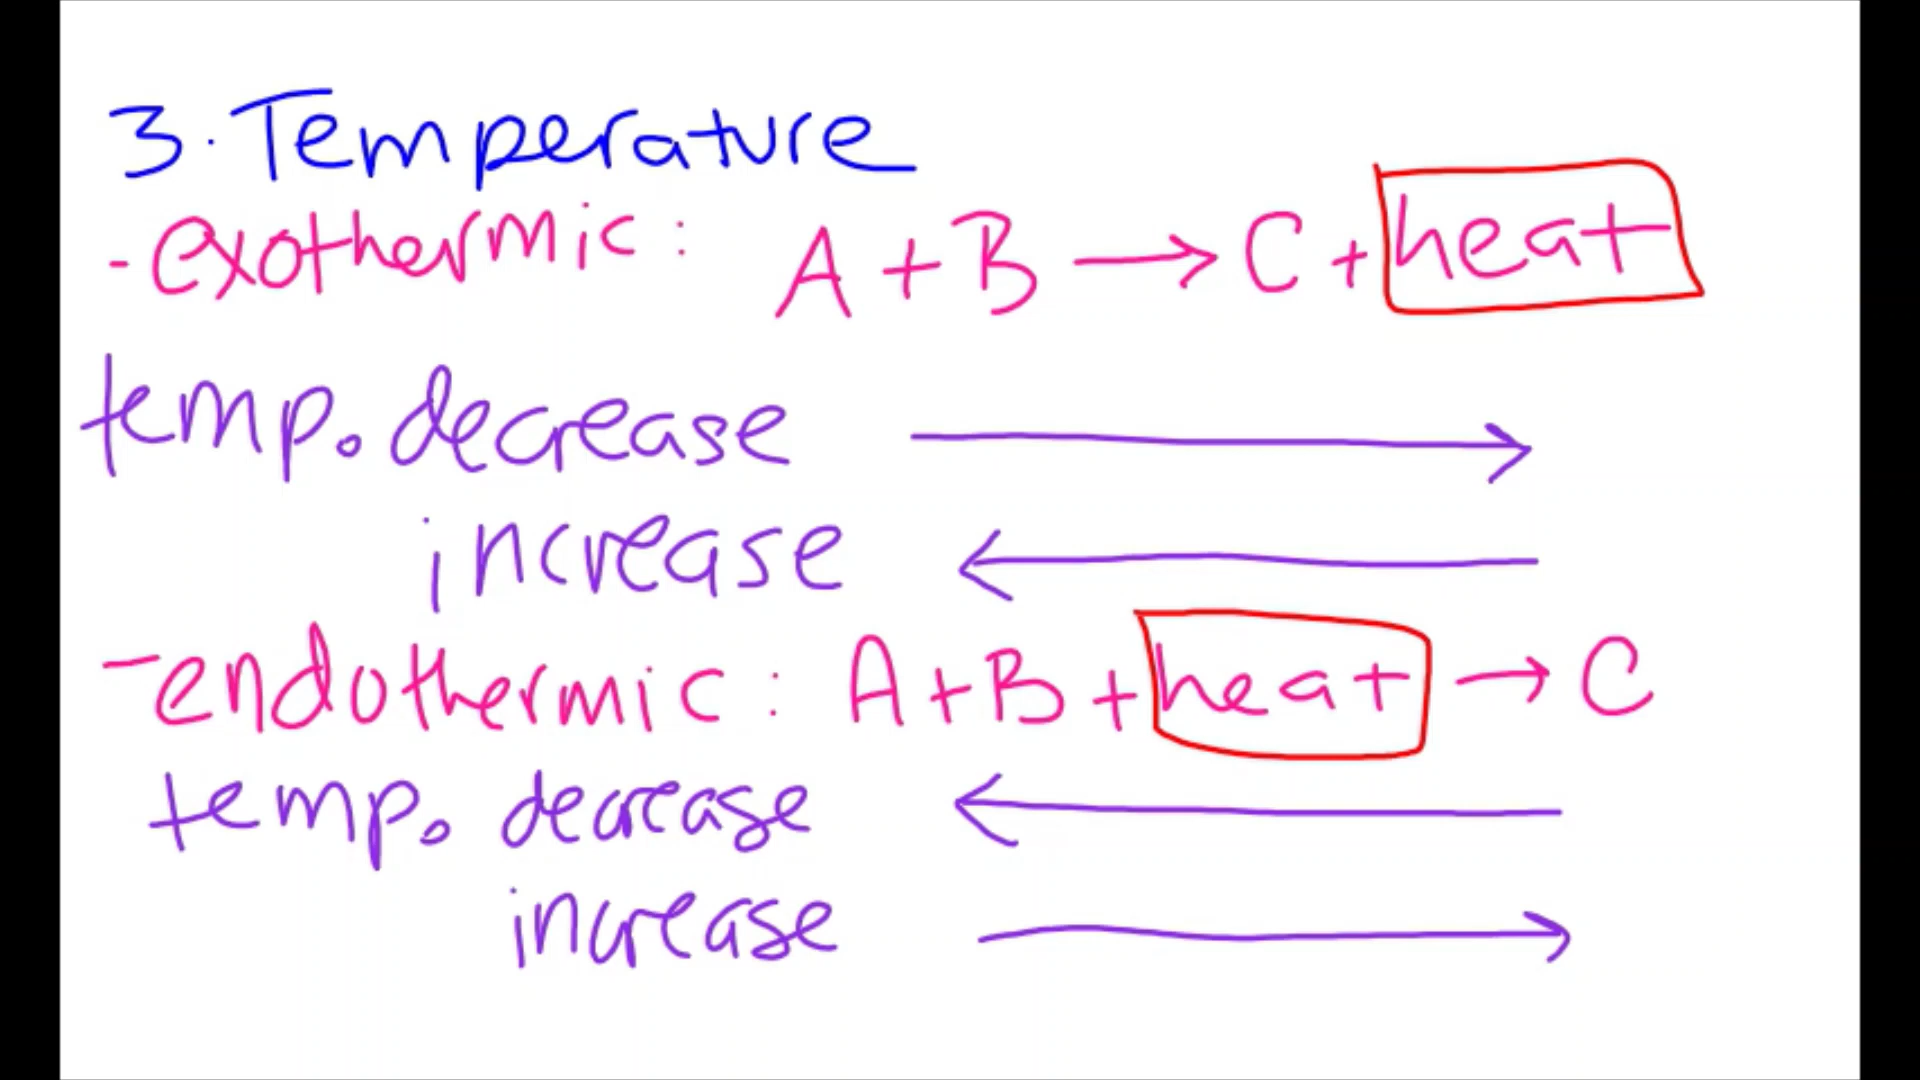 3. Temperature
- exothermic: A + B → C + heat
temp. decrease →
increase ←
- endothermic: A + B + heat → C
temp. decrease ←
increase →